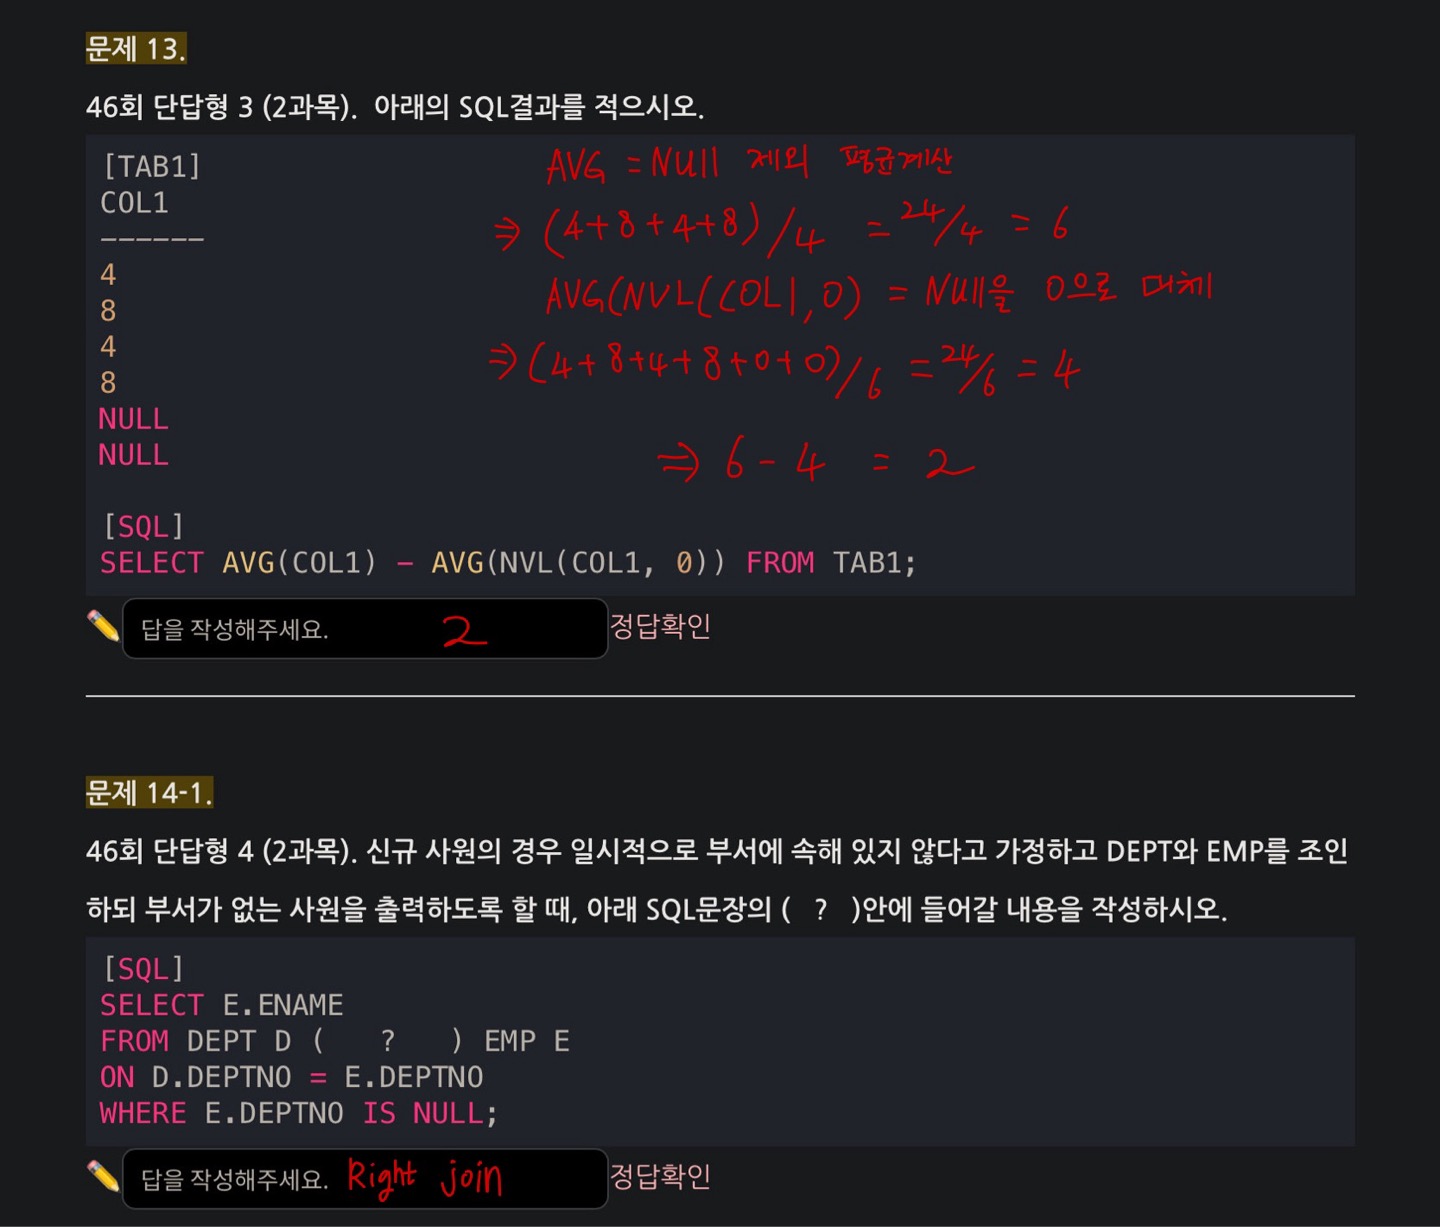 문제 13.
46회 단답형 3 (2과목). 아래의 SQL결과를 적으시오.
[TAB1]
COL1
------
4
8
4
8
NULL
NULL
AVG = NUll 제외 평균계산
⇒ (4+8+4+8)/4 = 24/4 = 6
AVG(NVL(COL1,0) = NUll을 0으로 대체
⇒ (4+8+4+8+0+0)/6 = 24/6 = 4
⇒ 6-4 = 2
[SQL]
SELECT AVG(COL1) - AVG(NVL(COL1, 0)) FROM TAB1;
✏️ 답을 작성해주세요. 2 정답확인
문제 14-1.
46회 단답형 4 (2과목). 신규 사원의 경우 일시적으로 부서에 속해 있지 않다고 가정하고 DEPT와 EMP를 조인
하되 부서가 없는 사원을 출력하도록 할 때, 아래 SQL문장의 ( ? )안에 들어갈 내용을 작성하시오.
[SQL]
SELECT E.ENAME
FROM DEPT D ( ? ) EMP E
ON D.DEPTNO = E.DEPTNO
WHERE E.DEPTNO IS NULL;
✏️ 답을 작성해주세요. Right join 정답확인